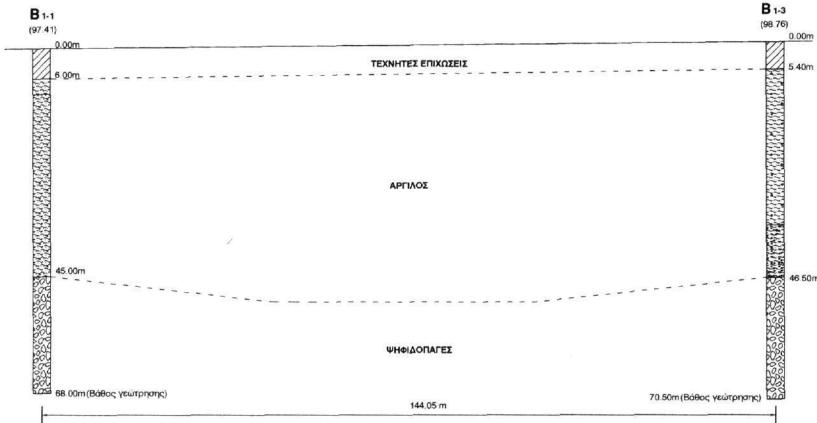 B 1-1
(97.41)
B 1-3
(98.76)
0.00m
0.00m
ΤΕΧΝΗΤΕΣ ΕΠΙΧΩΣΕΙΣ
6.00m
5.40m
ΑΡΓΙΛΟΣ
45.00m
46.50m
ΨΗΦΙΔΟΠΑΓΕΣ
68.00m (Βάθος γεώτρησης)
70.50m (Βάθος γεώτρησης)
144.05 m